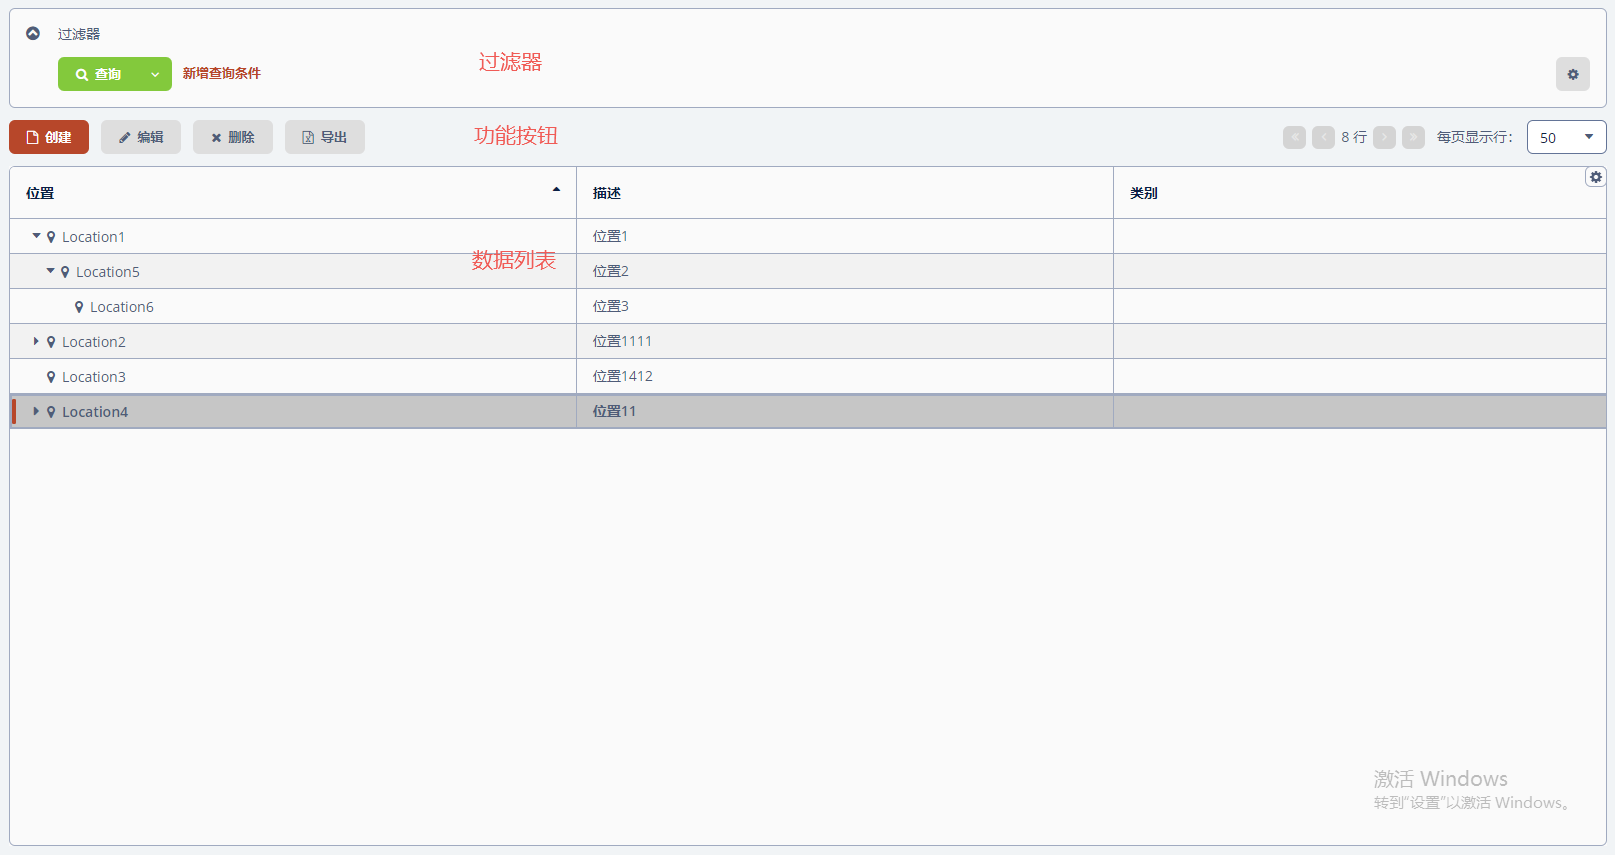 过滤器
查询 新增查询条件 过滤器
创建 编辑 删除 导出 功能按钮 8 行 每页显示行: 50
位置 描述 类别
Location1 位置1
数据列表
Location5 位置2
Location6 位置3
Location2 位置1111
Location3 位置1412
Location4 位置11
激活 Windows
转到"设置"以激活 Windows。